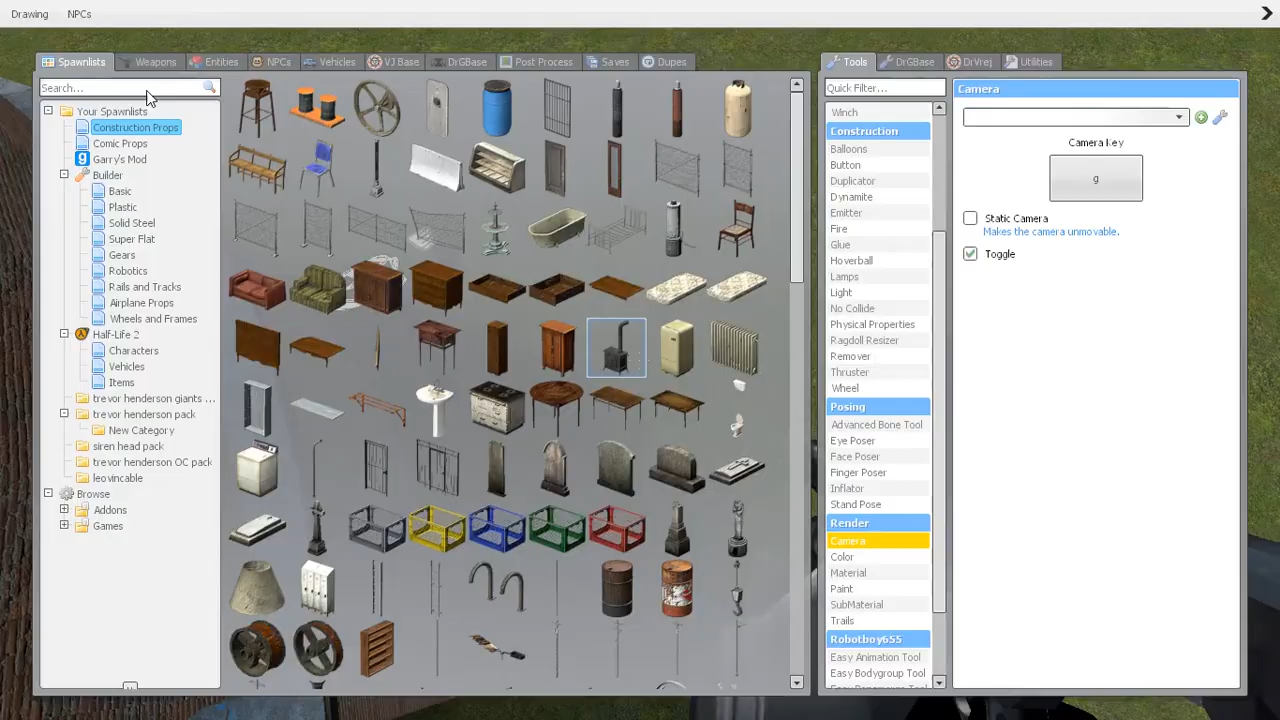 Drawing NPCs
Spawnlists Weapons Entities NPCs Vehicles VJ Base DrGBase Post Process Saves Dupes
Search...
Your Spawnlists
Construction Props
Comic Props
g Garry's Mod
Builder
Basic
Plastic
Solid Steel
Super Flat
Gears
Robotics
Rails and Tracks
Airplane Props
Wheels and Frames
Half-Life 2
Characters
Vehicles
Items
trevor henderson giants ...
trevor henderson pack
New Category
siren head pack
trevor henderson OC pack
leovincable
Browse
Addons
Games
Tools DrGBase DrVrej Utilities
Quick Filter...
Winch
Construction
Balloons
Button
Duplicator
Dynamite
Emitter
Fire
Glue
Hoverball
Lamps
Light
No Collide
Physical Properties
Ragdoll Resizer
Remover
Thruster
Wheel
Posing
Advanced Bone Tool
Eye Poser
Face Poser
Finger Poser
Inflator
Stand Pose
Render
Camera
Color
Material
Paint
SubMaterial
Trails
Robotboy655
Easy Animation Tool
Easy Bodygroup Tool
Camera
Camera Key
g
Static Camera
Makes the camera unmovable.
Toggle